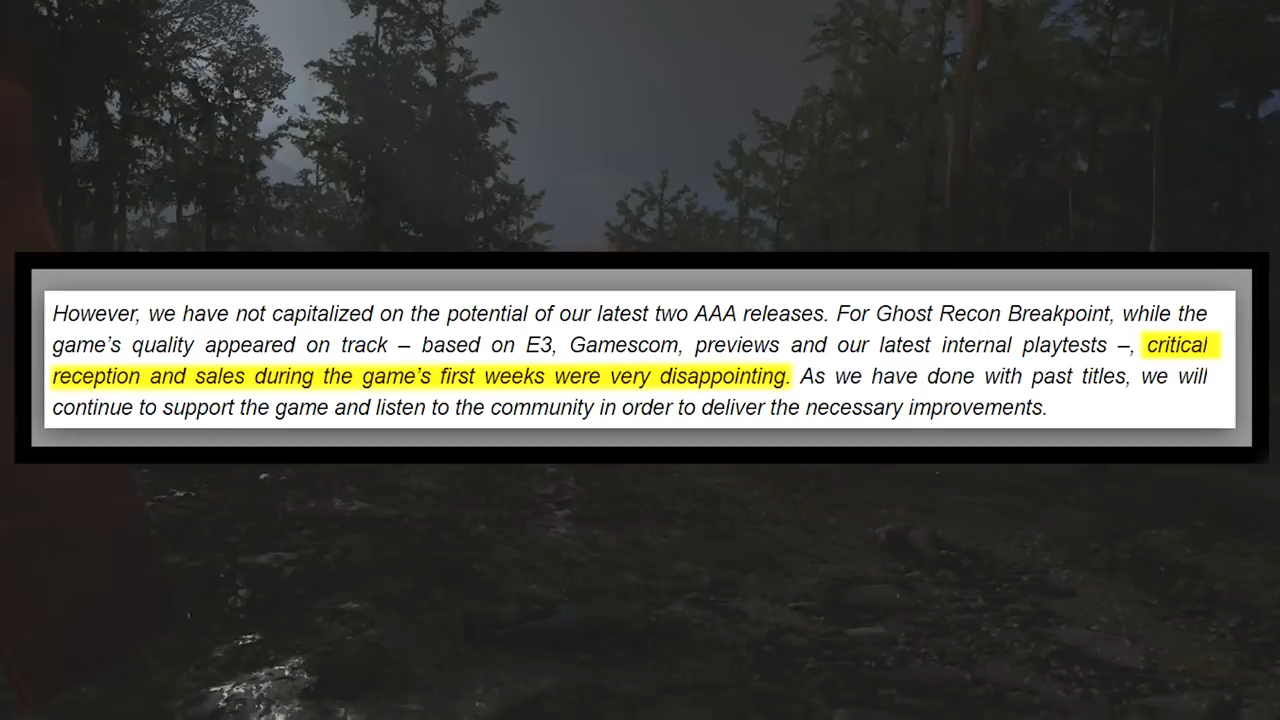 However, we have not capitalized on the potential of our latest two AAA releases. For Ghost Recon Breakpoint, while the
game’s quality appeared on track – based on E3, Gamescom, previews and our latest internal playtests –, critical
reception and sales during the game’s first weeks were very disappointing. As we have done with past titles, we will
continue to support the game and listen to the community in order to deliver the necessary improvements.